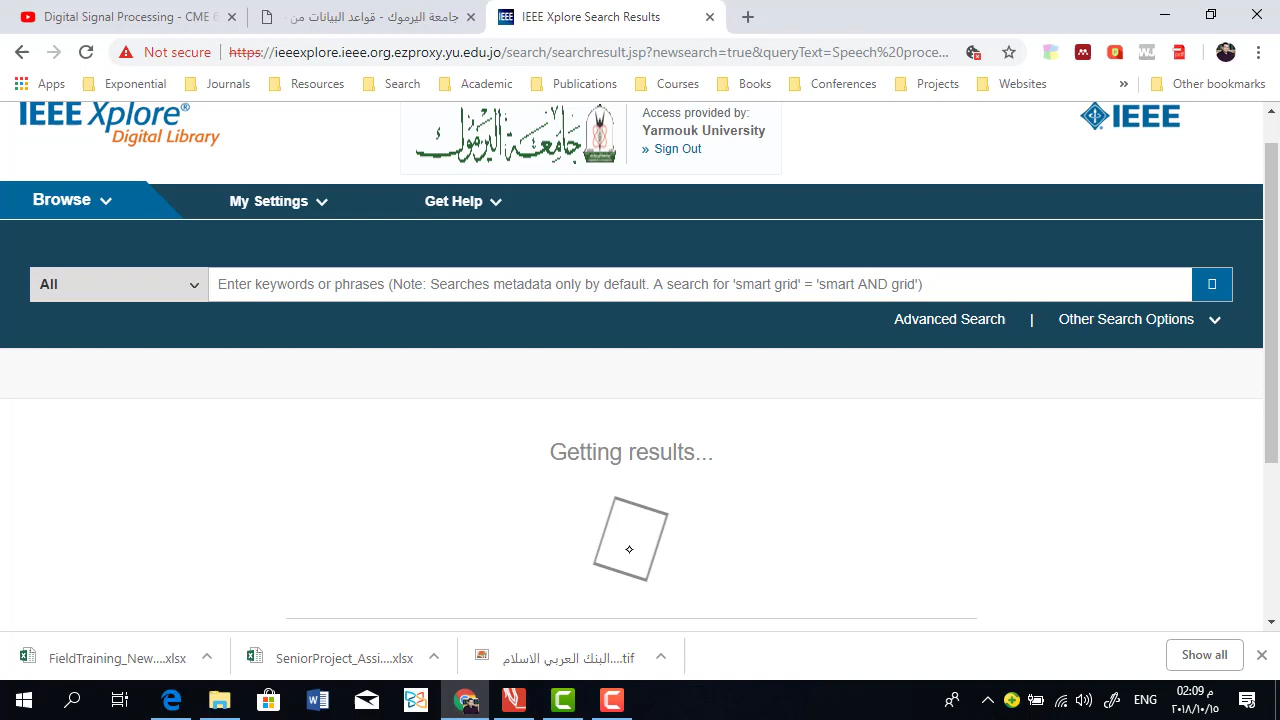 Digital Signal Processing - CME 6
جامعة اليرموك - قواعد البيانات من
IEEE Xplore Search Results
Not secure https://ieeexplore.ieee.org.ezproxy.yu.edu.jo/search/searchresult.jsp?newsearch=true&queryText=Speech%20proce...
Apps Exponential Journals Resources Search Academic Publications Courses Books Conferences Projects Websites » Other bookmarks
IEEE Xplore®
Digital Library
جامعة اليرموك
Access provided by:
Yarmouk University
» Sign Out
IEEE
Browse My Settings Get Help
All Enter keywords or phrases (Note: Searches metadata only by default. A search for 'smart grid' = 'smart AND grid')
Advanced Search | Other Search Options
Getting results...
FieldTraining_New....xlsx SeniorProject_Assi....xlsx البنك العربي الاسلام....tif Show all
ENG
02:09 م
٢٠١٨/١٠/١٥